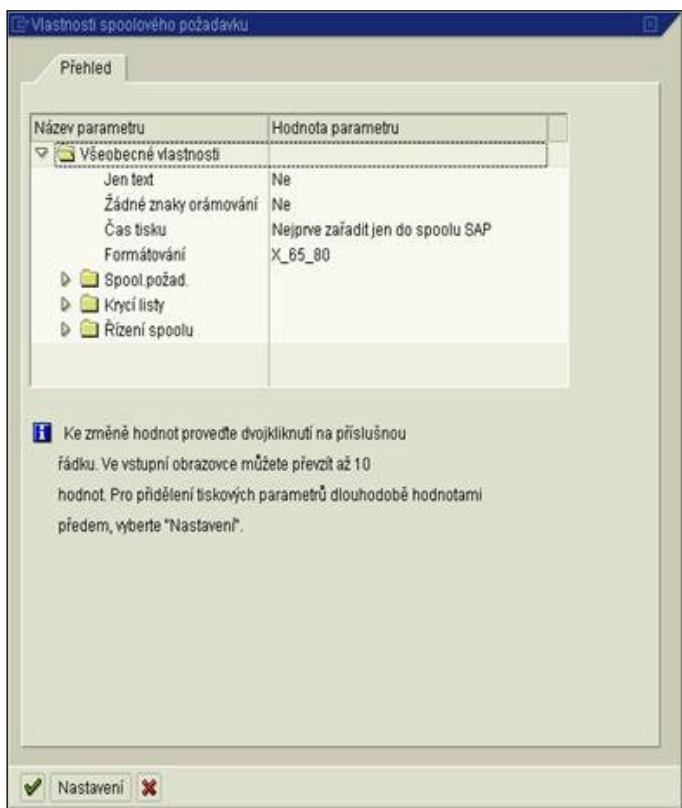 Vlastnosti spoolového požadavku
Přehled
Název parametru Hodnota parametru
Všeobecné vlastnosti
Jen text Ne
Žádné znaky orámování Ne
Čas tisku Nejprve zařadit jen do spoolu SAP
Formátování X_65_80
Spool.požad.
Krycí listy
Řízení spoolu
Ke změně hodnot proveďte dvojkliknutí na příslušnou
řádku. Ve vstupní obrazovce můžete převzít až 10
hodnot. Pro přidělení tiskových parametrů dlouhodobě hodnotami
předem, vyberte "Nastavení".
Nastavení